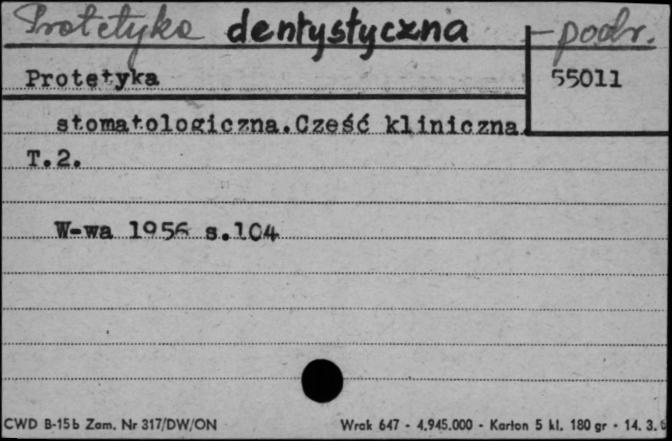 Protetyka dentystyczna - podr.
Protetyka 55011
stomatologiczna.Cześć kliniczna.
T.2.
W-wa 1956 s.104
CWD B-15b Zam. Nr 317/DW/ON Wrak 647 - 4.945.000 - Karton 5 kl. 180 gr - 14. 3.